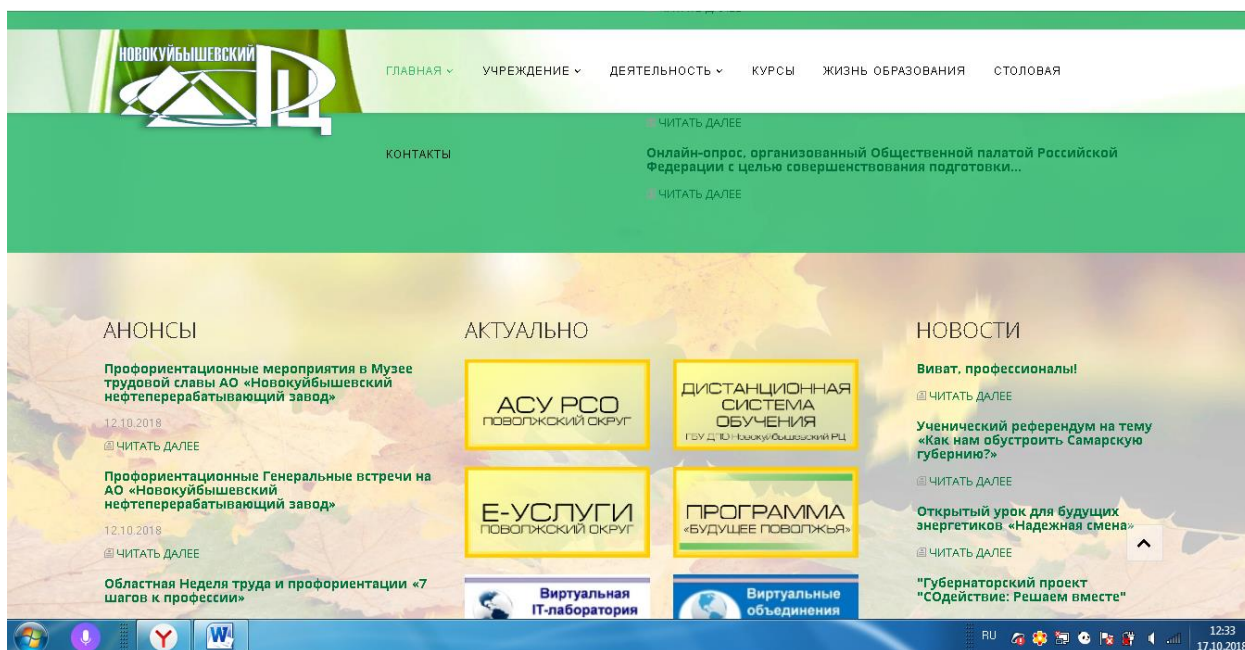 НОВОКУЙБЫШЕВСКИЙ
РЦ
ГЛАВНАЯ
УЧРЕЖДЕНИЕ
ДЕЯТЕЛЬНОСТЬ
КУРСЫ
ЖИЗНЬ ОБРАЗОВАНИЯ
СТОЛОВАЯ
КОНТАКТЫ
ЧИТАТЬ ДАЛЕЕ
Онлайн-опрос, организованный Общественной палатой Российской
Федерации с целью совершенствования подготовки...
ЧИТАТЬ ДАЛЕЕ
АНОНСЫ
Профориентационные мероприятия в Музее
трудовой славы АО «Новокуйбышевский
нефтеперерабатывающий завод»
12.10.2018
ЧИТАТЬ ДАЛЕЕ
Профориентационные Генеральные встречи на
АО «Новокуйбышевский
нефтеперерабатывающий завод»
12.10.2018
ЧИТАТЬ ДАЛЕЕ
Областная Неделя труда и профориентации «7
шагов к профессии»
АКТУАЛЬНО
АСУ РСО
ПОВОЛЖСКИЙ ОКРУГ
ДИСТАНЦИОННАЯ
СИСТЕМА
ОБУЧЕНИЯ
ГБУ ДПО Новокуйбышевский РЦ
Е-УСЛУГИ
ПОВОЛЖСКИЙ ОКРУГ
ПРОГРАММА
«БУДУЩЕЕ ПОВОЛЖЬЯ»
Виртуальная
IT-лаборатория
Виртуальные
объединения
НОВОСТИ
Виват, профессионалы!
ЧИТАТЬ ДАЛЕЕ
Ученический референдум на тему
«Как нам обустроить Самарскую
губернию?»
ЧИТАТЬ ДАЛЕЕ
Открытый урок для будущих
энергетиков «Надежная смена»
ЧИТАТЬ ДАЛЕЕ
"Губернаторский проект
"СОдействие: Решаем вместе"
RU
12:33
17.10.2018